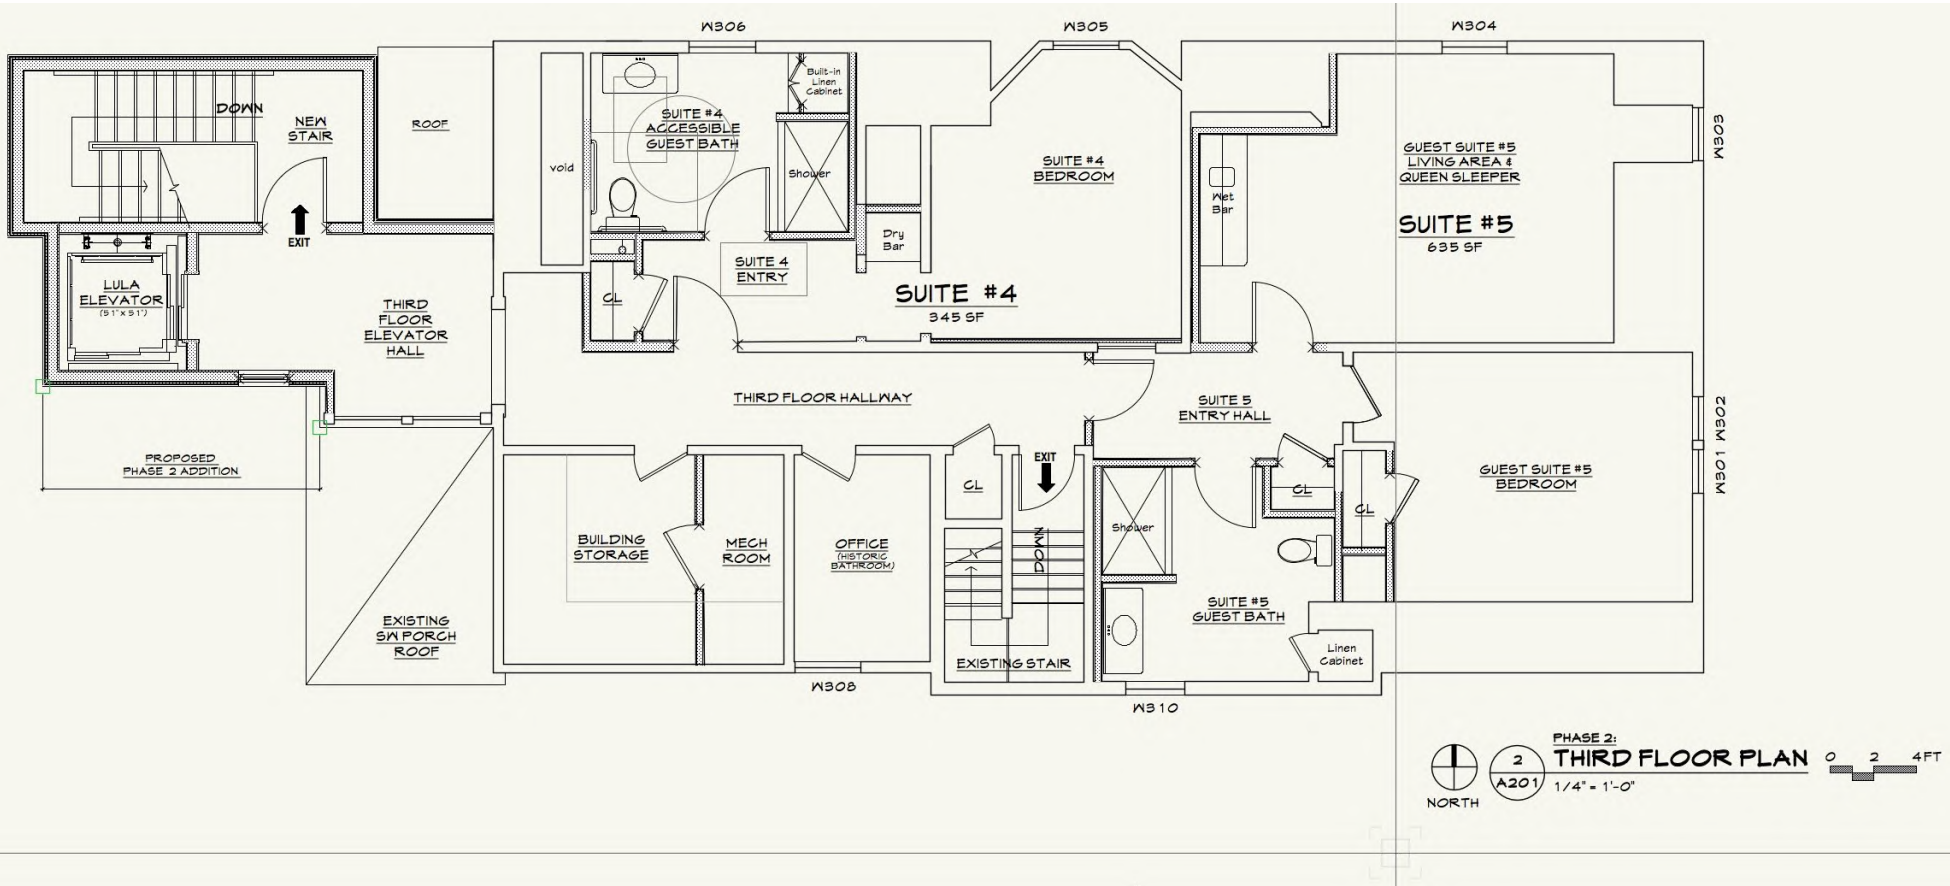 W306
W305
W304
DOWN
NEW
STAIR
ROOF
void
SUITE #4
ACCESSIBLE
GUEST BATH
Built-in
Linen
Cabinet
Shower
SUITE #4
BEDROOM
GUEST SUITE #5
LIVING AREA &
QUEEN SLEEPER
SUITE #5
635 SF
W303
Wet
Bar
EXIT
Dry
Bar
SUITE 4
ENTRY
LULA
ELEVATOR
(51" x 51")
THIRD
FLOOR
ELEVATOR
HALL
CL
SUITE #4
345 SF
THIRD FLOOR HALLWAY
SUITE 5
ENTRY HALL
W302
W301
PROPOSED
PHASE 2 ADDITION
EXIT
CL
CL
CL
GUEST SUITE #5
BEDROOM
BUILDING
STORAGE
MECH
ROOM
OFFICE
(HISTORIC
BATHROOM)
DOWN
Shower
SUITE #5
GUEST BATH
EXISTING
SW PORCH
ROOF
EXISTING STAIR
Linen
Cabinet
W308
W310
NORTH
2
A201
PHASE 2:
THIRD FLOOR PLAN
1/4" = 1'-0"
0 2 4FT